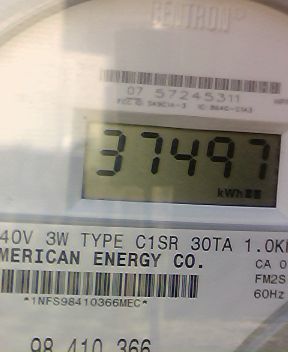 CENTRON
07 57245311
37497
kWh
40V 3W TYPE C1SR 30TA 1.0K
MERICAN ENERGY CO.
CA 0
FM2S
60Hz
*1NFS98410366MEC*
98 410 366